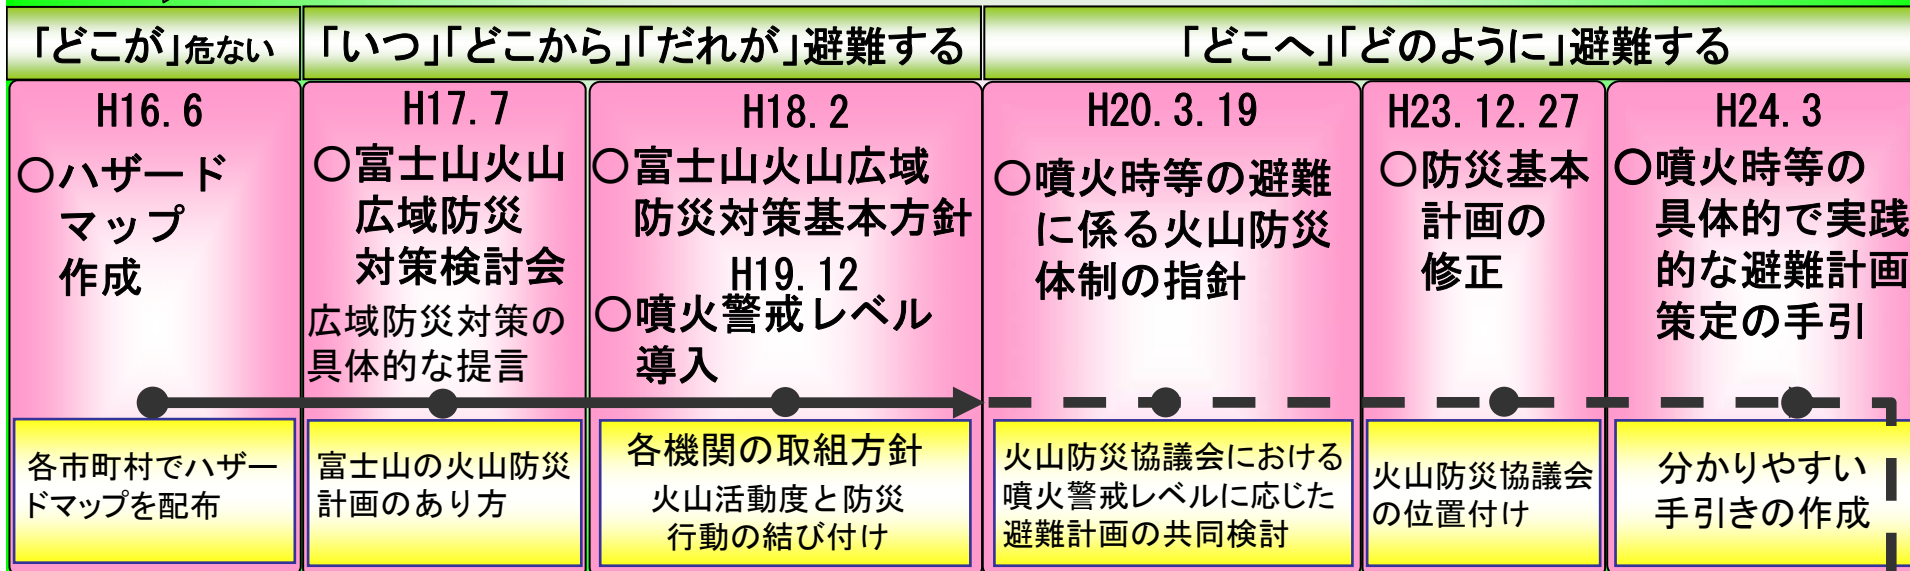 「どこが」危ない
「いつ」「どこから」「だれが」避難する
「どこへ」「どのように」避難する
H16.6
○ハザード
マップ
作成
各市町村でハザー
ドマップを配布
H17.7
○富士山火山
広域防災
対策検討会
広域防災対策の
具体的な提言
富士山の火山防災
計画のあり方
H18.2
○富士山火山広域
防災対策基本方針
H19.12
○噴火警戒レベル
導入
各機関の取組方針
火山活動度と防災
行動の結び付け
H20.3.19
○噴火時等の避難
に係る火山防災
体制の指針
火山防災協議会における
噴火警戒レベルに応じた
避難計画の共同検討
H23.12.27
○防災基本
計画の
修正
火山防災協議会
の位置付け
H24.3
○噴火時等の
具体的で実践
的な避難計画
策定の手引
分かりやすい
手引きの作成